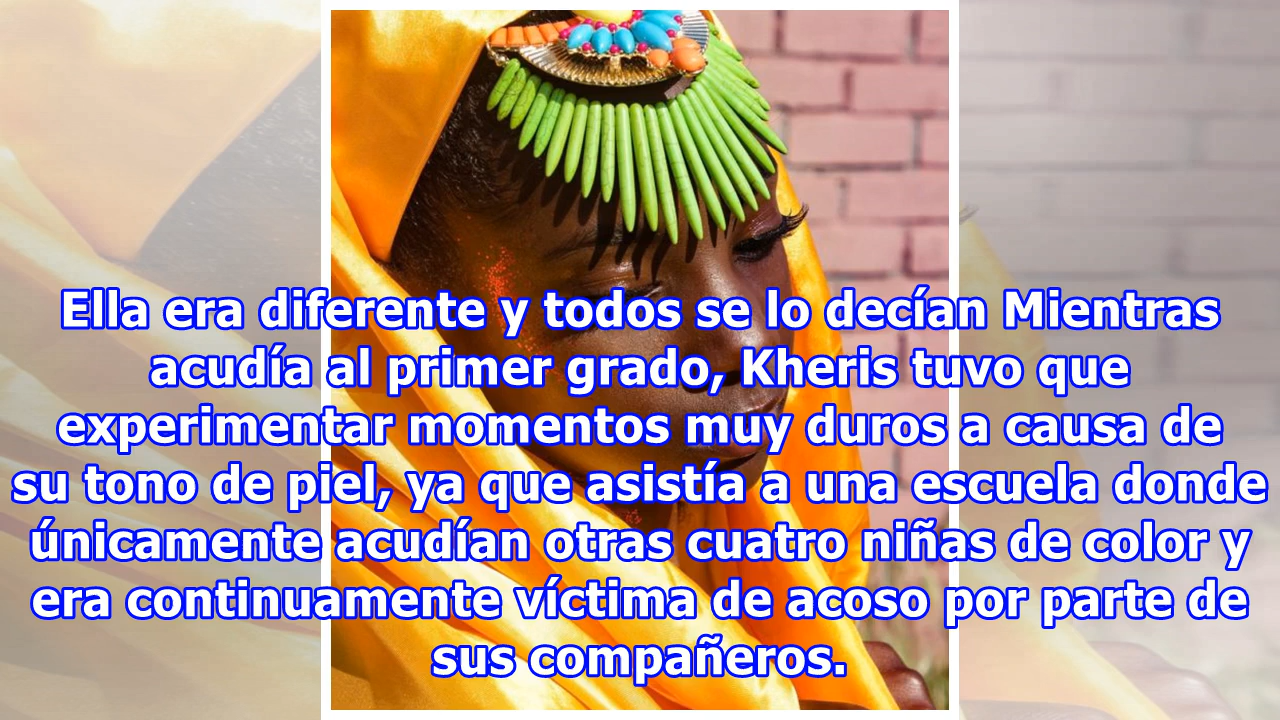 Ella era diferente y todos se lo decían Mientras
acudía al primer grado, Kheris tuvo que
experimentar momentos muy duros a causa de
su tono de piel, ya que asistía a una escuela donde
únicamente acudían otras cuatro niñas de color y
era continuamente víctima de acoso por parte de
sus compañeros.